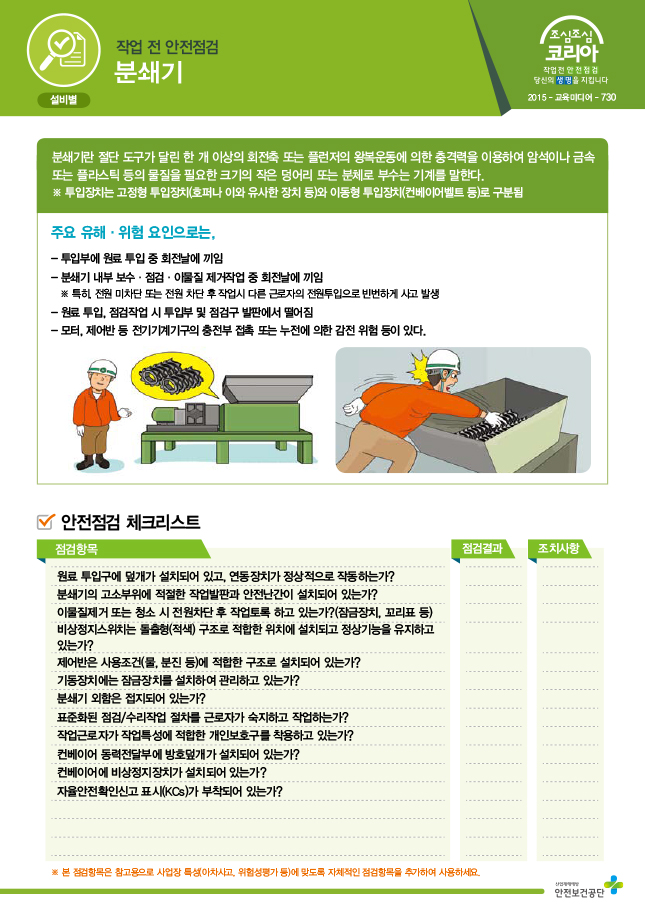 작업 전 안전점검
분쇄기
설비별
조심조심
코리아
작업전 안전점검
당신의 생명을 지킵니다
2015 - 교육미디어 - 730
분쇄기란 절단 도구가 달린 한 개 이상의 회전축 또는 플런저의 왕복운동에 의한 충격력을 이용하여 암석이나 금속
또는 플라스틱 등의 물질을 필요한 크기의 작은 덩어리 또는 분체로 부수는 기계를 말한다.
※ 투입장치는 고정형 투입장치(호퍼나 이와 유사한 장치 등)와 이동형 투입장치(컨베이어벨트 등)로 구분됨
주요 유해 · 위험 요인으로는,
– 투입부에 원료 투입 중 회전날에 끼임
– 분쇄기 내부 보수 · 점검 · 이물질 제거작업 중 회전날에 끼임
※ 특히, 전원 미차단 또는 전원 차단 후 작업시 다른 근로자의 전원투입으로 빈번하게 사고 발생
– 원료 투입, 점검작업 시 투입부 및 점검구 발판에서 떨어짐
– 모터, 제어반 등 전기기계기구의 충전부 접촉 또는 누전에 의한 감전 위험 등이 있다.
안전점검 체크리스트
점검항목 점검결과 조치사항
원료 투입구에 덮개가 설치되어 있고, 연동장치가 정상적으로 작동하는가?
분쇄기의 고소부위에 적절한 작업발판과 안전난간이 설치되어 있는가?
이물질제거 또는 청소 시 전원차단 후 작업토록 하고 있는가?(잠금장치, 꼬리표 등)
비상정지스위치는 돌출형(적색) 구조로 적합한 위치에 설치되고 정상기능을 유지하고
있는가?
제어반은 사용조건(물, 분진 등)에 적합한 구조로 설치되어 있는가?
기동장치에는 잠금장치를 설치하여 관리하고 있는가?
분쇄기 외함은 접지되어 있는가?
표준화된 점검/수리작업 절차를 근로자가 숙지하고 작업하는가?
작업근로자가 작업특성에 적합한 개인보호구를 착용하고 있는가?
컨베이어 동력전달부에 방호덮개가 설치되어 있는가?
컨베이어에 비상정지장치가 설치되어 있는가?
자율안전확인신고 표시(KCs)가 부착되어 있는가?
※ 본 점검항목은 참고용으로 사업장 특성(아차사고, 위험성평가 등)에 맞도록 자체적인 점검항목을 추가하여 사용하세요.
산업재해예방
안전보건공단